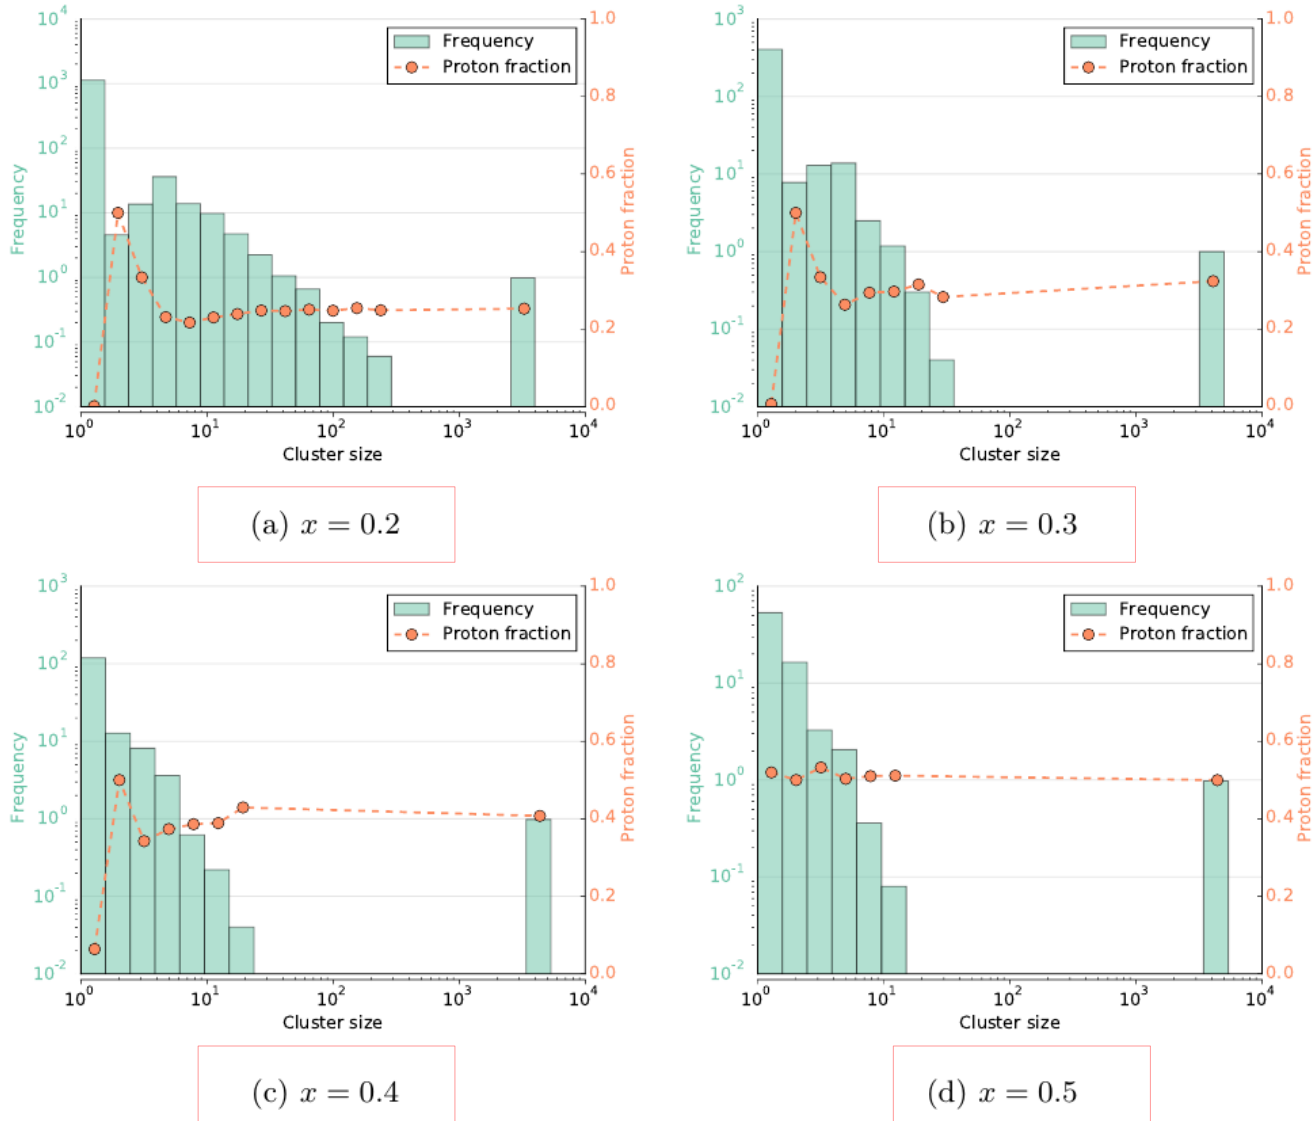 10^4
10^3
10^2
10^1
10^0
10^-1
10^-2
Frequency
1.0
0.8
0.6
0.4
0.2
0.0
Proton fraction
Frequency
Proton fraction
10^0 10^1 10^2 10^3 10^4
Cluster size
(a) x = 0.2
10^3
10^2
10^1
10^0
10^-1
10^-2
Frequency
1.0
0.8
0.6
0.4
0.2
0.0
Proton fraction
Frequency
Proton fraction
10^0 10^1 10^2 10^3 10^4
Cluster size
(b) x = 0.3
10^3
10^2
10^1
10^0
10^-1
10^-2
Frequency
1.0
0.8
0.6
0.4
0.2
0.0
Proton fraction
Frequency
Proton fraction
10^0 10^1 10^2 10^3 10^4
Cluster size
(c) x = 0.4
10^2
10^1
10^0
10^-1
10^-2
Frequency
1.0
0.8
0.6
0.4
0.2
0.0
Proton fraction
Frequency
Proton fraction
10^0 10^1 10^2 10^3 10^4
Cluster size
(d) x = 0.5